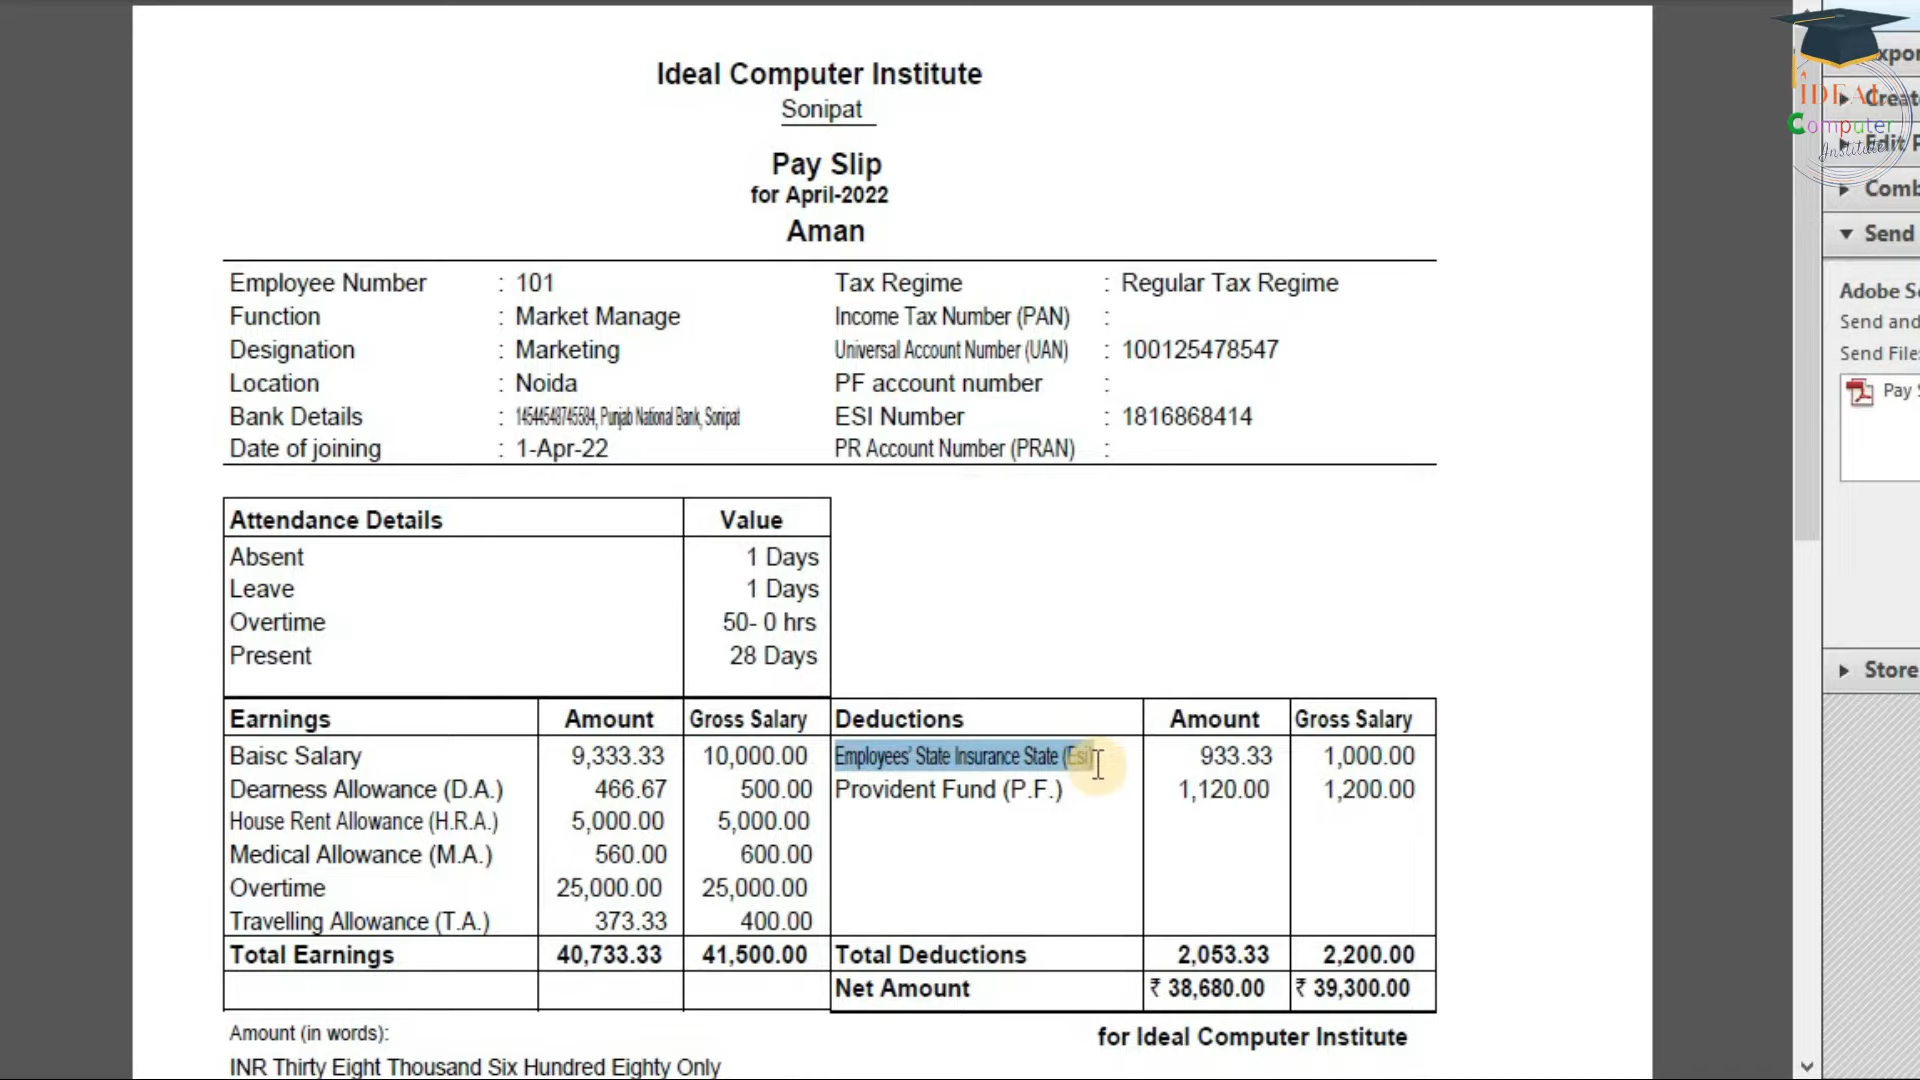 Ideal Computer Institute
Sonipat
Pay Slip
for April-2022
Aman
Employee Number : 101 Tax Regime : Regular Tax Regime
Function : Market Manage Income Tax Number (PAN) :
Designation : Marketing Universal Account Number (UAN) : 100125478547
Location : Noida PF account number :
Bank Details : 14544548745584, Punjab National Bank, Sonipat ESI Number : 1816868414
Date of joining : 1-Apr-22 PR Account Number (PRAN) :
Attendance Details Value
Absent 1 Days
Leave 1 Days
Overtime 50- 0 hrs
Present 28 Days
Earnings Amount Gross Salary Deductions Amount Gross Salary
Baisc Salary 9,333.33 10,000.00 Employees' State Insurance State (Esi) 933.33 1,000.00
Dearness Allowance (D.A.) 466.67 500.00 Provident Fund (P.F.) 1,120.00 1,200.00
House Rent Allowance (H.R.A.) 5,000.00 5,000.00
Medical Allowance (M.A.) 560.00 600.00
Overtime 25,000.00 25,000.00
Travelling Allowance (T.A.) 373.33 400.00
Total Earnings 40,733.33 41,500.00 Total Deductions 2,053.33 2,200.00
Net Amount ₹ 38,680.00 ₹ 39,300.00
Amount (in words):
for Ideal Computer Institute
INR Thirty Eight Thousand Six Hundred Eighty Only
IDEAL
Computer
Institute
Edit P
Send
Adobe Se
Send and
Send File
Pay S
Store